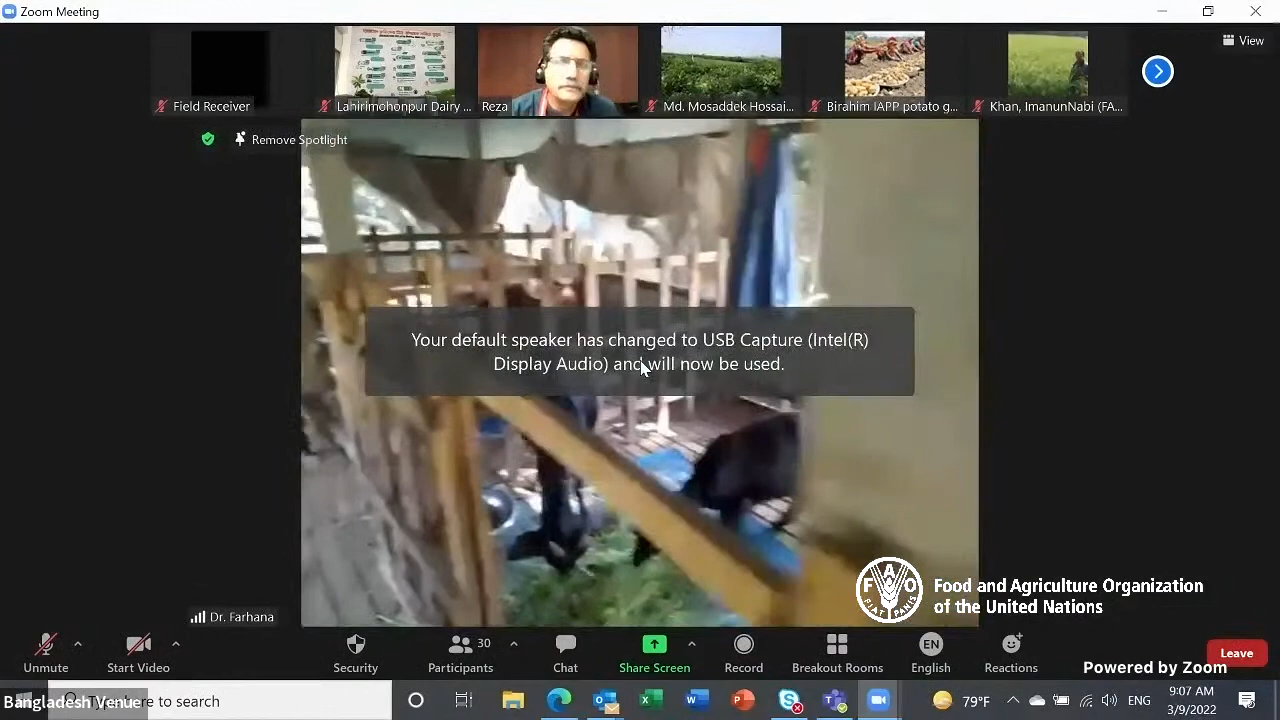 Zoom Meeting
View
Field Receiver
Lahirimohonpur Dairy ...
Reza
Md. Mosaddek Hossai...
Birahim IAPP potato g...
Khan, ImanunNabi (FA...
Remove Spotlight
Your default speaker has changed to USB Capture (Intel(R)
Display Audio) and will now be used.
FAO
FIAT PANIS
Food and Agriculture Organization
of the United Nations
Dr. Farhana
30
EN
Unmute
Start Video
Security
Participants
Chat
Share Screen
Record
Breakout Rooms
English
Reactions
Leave
Powered by Zoom
Bangladesh Venue
here to search
79°F
ENG
9:07 AM
3/9/2022